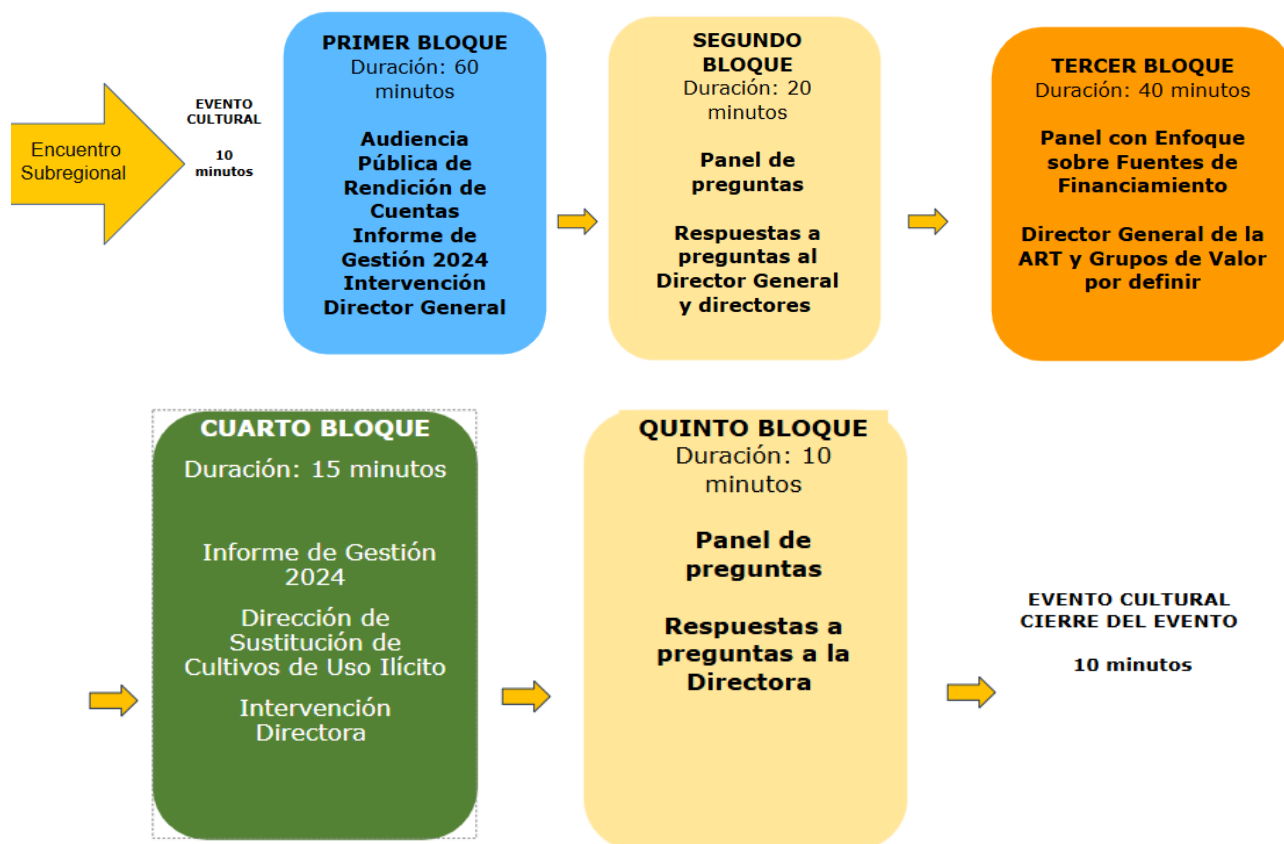 Encuentro
Subregional
EVENTO
CULTURAL
10
minutos
PRIMER BLOQUE
Duración: 60
minutos
Audiencia
Pública de
Rendición de
Cuentas
Informe de
Gestión 2024
Intervención
Director General
SEGUNDO
BLOQUE
Duración: 20
minutos
Panel de
preguntas
Respuestas a
preguntas al
Director General
y directores
TERCER BLOQUE
Duración: 40 minutos
Panel con Enfoque
sobre Fuentes de
Financiamiento
Director General de la
ART y Grupos de Valor
por definir
CUARTO BLOQUE
Duración: 15 minutos
Informe de Gestión
2024
Dirección de
Sustitución de
Cultivos de Uso Ilícito
Intervención
Directora
QUINTO BLOQUE
Duración: 10
minutos
Panel de
preguntas
Respuestas a
preguntas a la
Directora
EVENTO CULTURAL
CIERRE DEL EVENTO
10 minutos